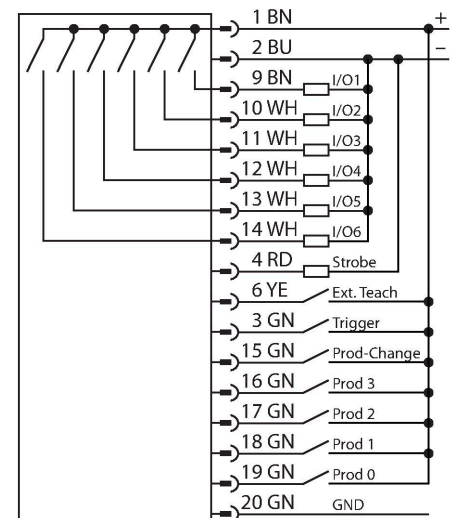 1 BN +
2 BU −
9 BN I/O1
10 WH I/O2
11 WH I/O3
12 WH I/O4
13 WH I/O5
14 WH I/O6
4 RD Strobe
6 YE Ext. Teach
3 GN Trigger
15 GN Prod-Change
16 GN Prod 3
17 GN Prod 2
18 GN Prod 1
19 GN Prod 0
20 GN GND